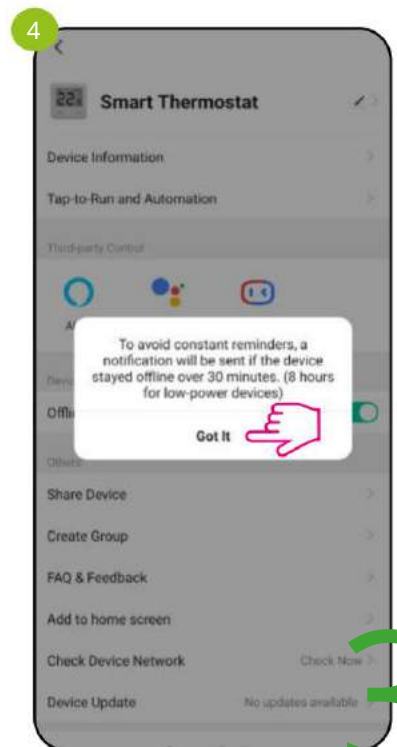 4
22
Smart Thermostat
Device Information
Tap-to-Run and Automation
Third-party Control
To avoid constant reminders, a
notification will be sent if the device
stayed offline over 30 minutes. (8 hours
for low-power devices)
Got It
Others
Share Device
Create Group
FAQ & Feedback
Add to home screen
Check Device Network Check Now
Device Update No updates available